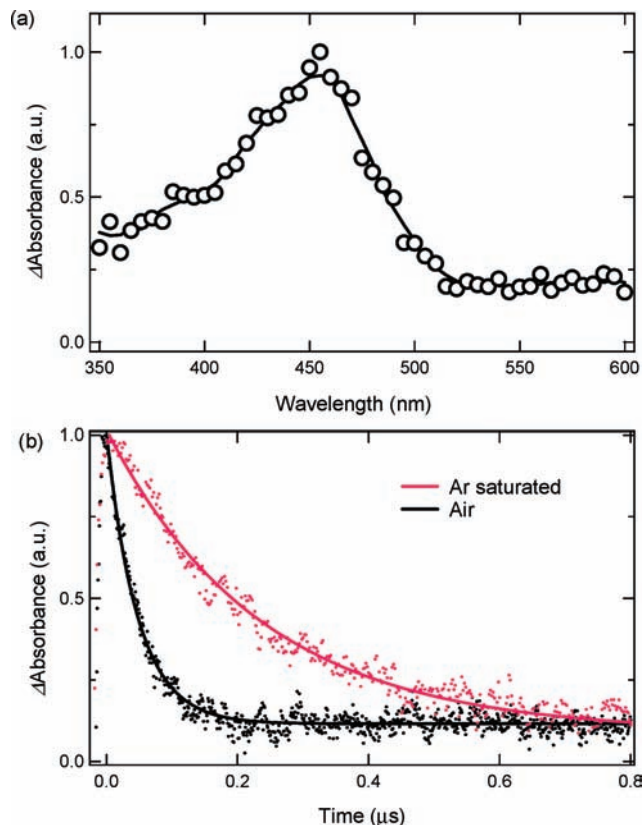 (a)
1.0
0.5
0.0
ΔAbsorbance (a.u.)
350 400 450 500 550 600
Wavelength (nm)
(b)
1.0
0.5
0.0
ΔAbsorbance (a.u.)
Ar saturated
Air
0.0 0.2 0.4 0.6 0.8
Time (μs)